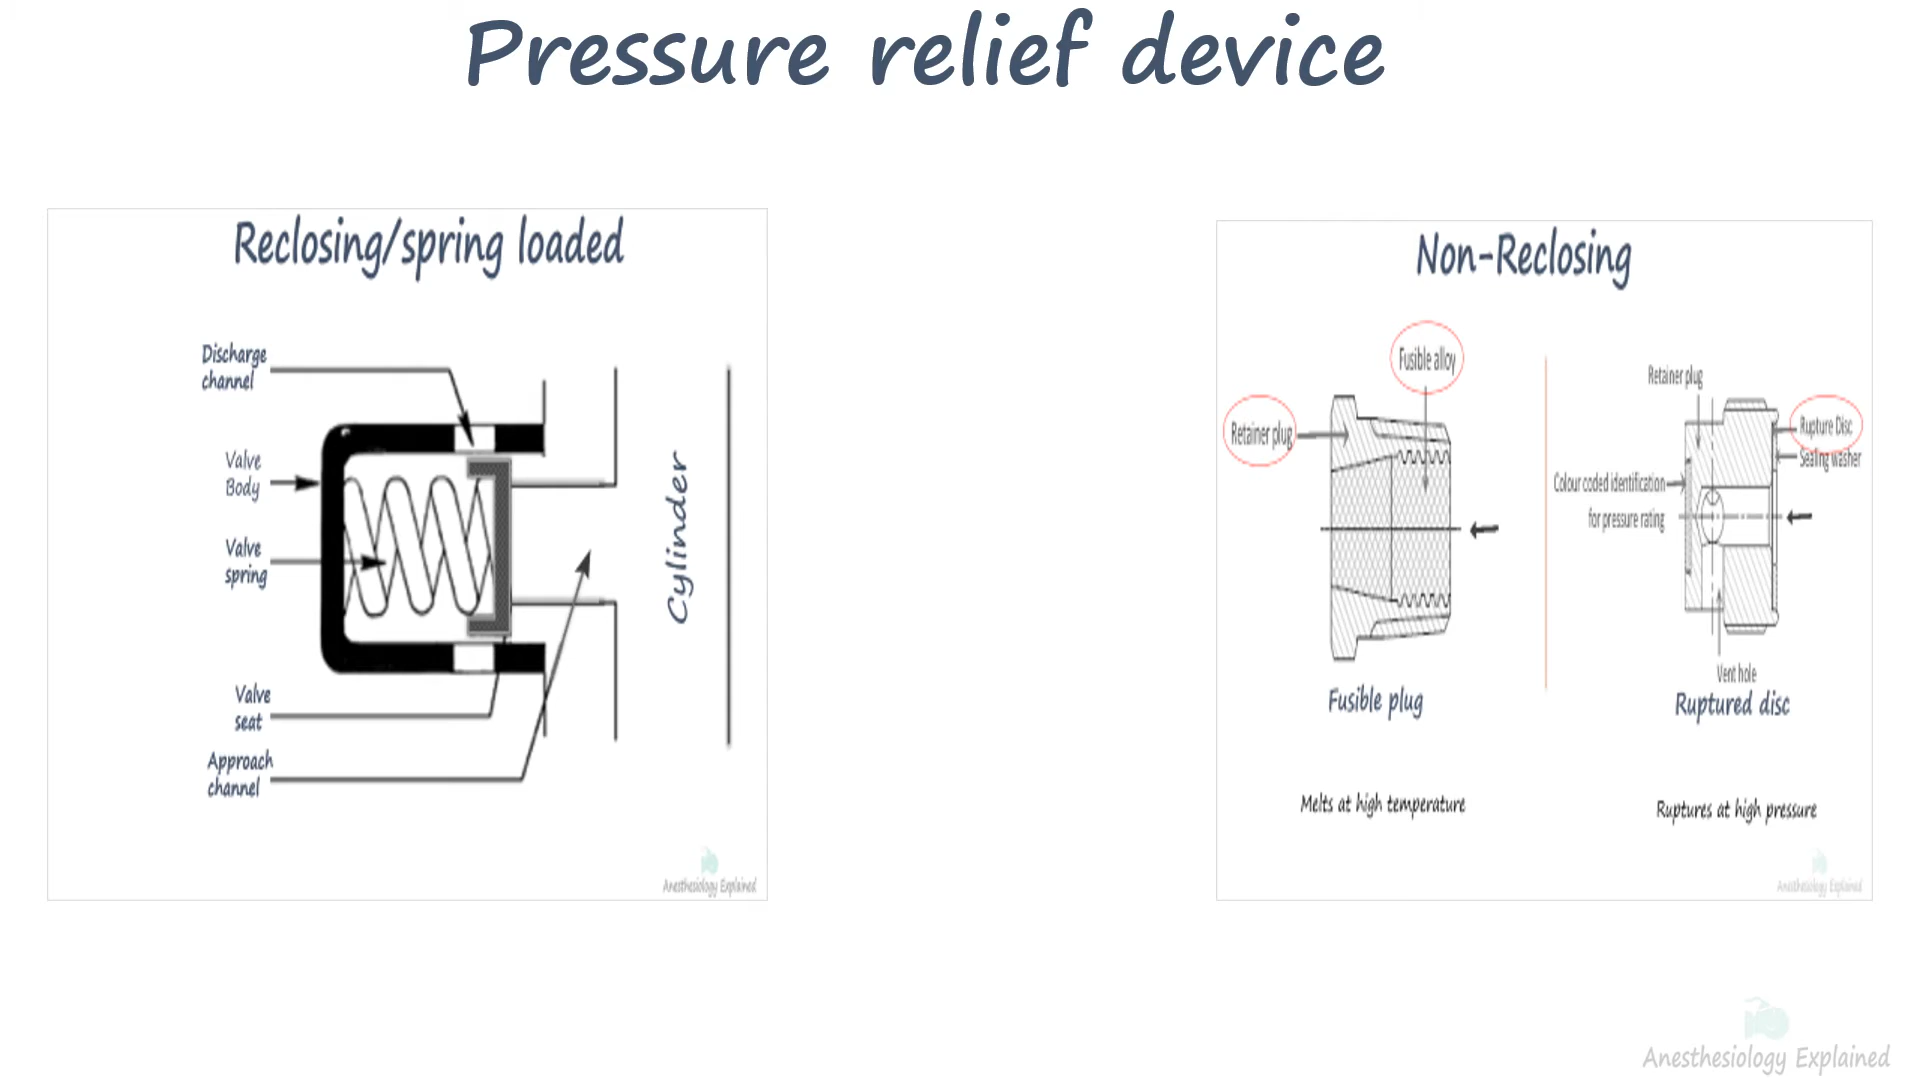 Pressure relief device
Reclosing/spring loaded
Discharge
channel
Valve
Body
Valve
spring
Valve
seat
Approach
channel
Cylinder
Anesthesiology Explained
Non-Reclosing
Fusible alloy
Retainer plug
Fusible plug
Melts at high temperature
Retainer plug
Rupture Disc
Sealing washer
Colour coded identification
for pressure rating
Vent hole
Ruptured disc
Ruptures at high pressure
Anesthesiology Explained
Anesthesiology Explained